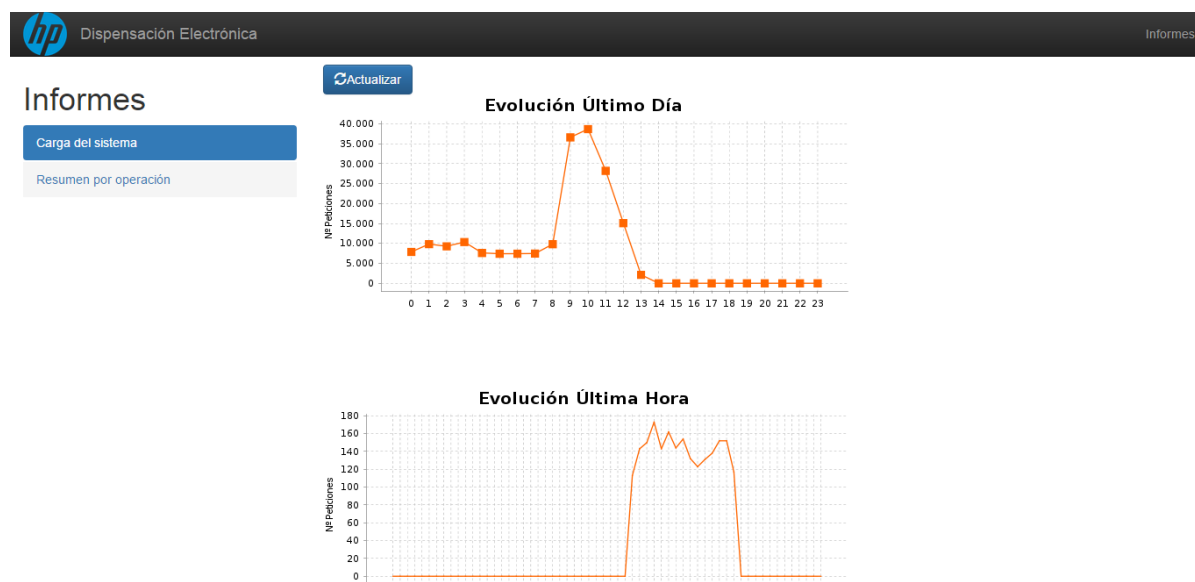 hp
Dispensación Electrónica
Informes
Informes
Carga del sistema
Resumen por operación
Actualizar
Evolución Último Día
Nº Peticiones
40.000
35.000
30.000
25.000
20.000
15.000
10.000
5.000
0
0 1 2 3 4 5 6 7 8 9 10 11 12 13 14 15 16 17 18 19 20 21 22 23
Evolución Última Hora
Nº Peticiones
180
160
140
120
100
80
60
40
20
0